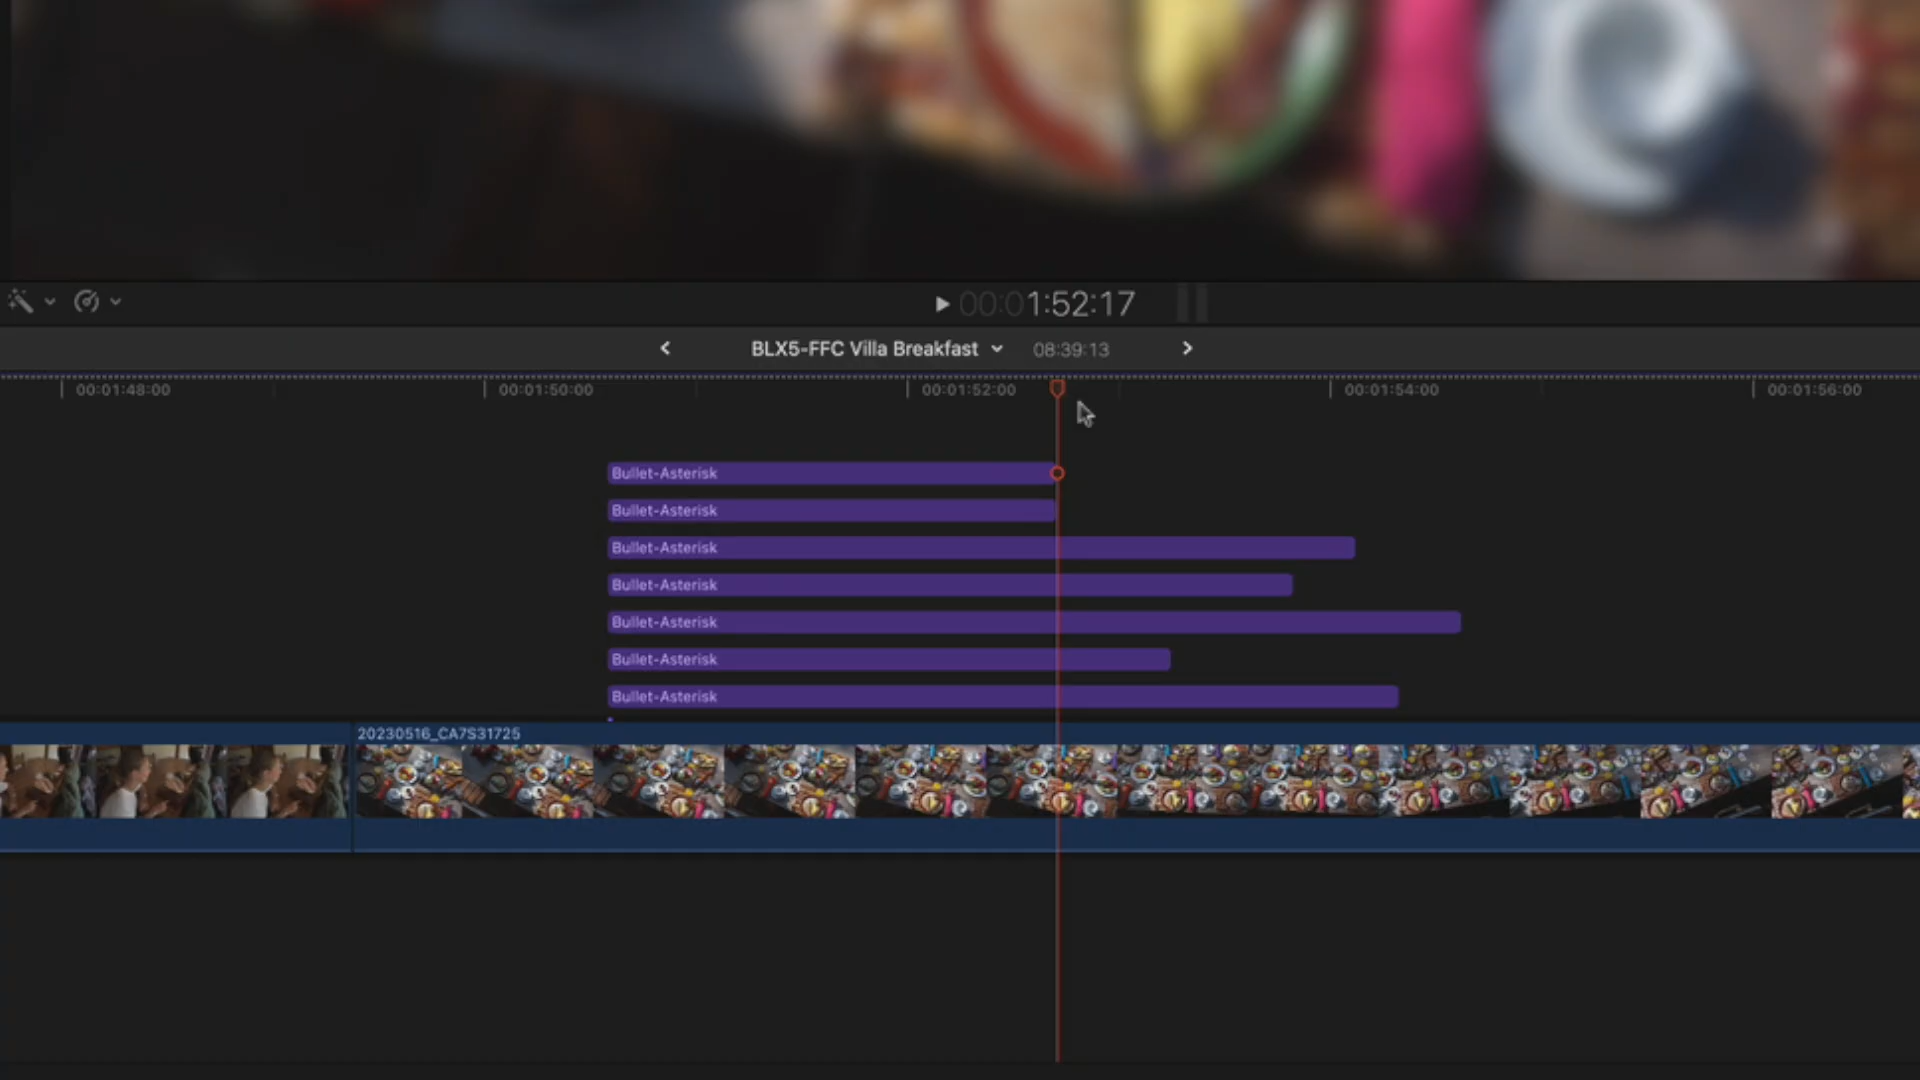 00:01:52:17
BLX5-FFC Villa Breakfast 08:39:13
00:01:48:00 00:01:50:00 00:01:52:00 00:01:54:00 00:01:56:00
Bullet-Asterisk
Bullet-Asterisk
Bullet-Asterisk
Bullet-Asterisk
Bullet-Asterisk
Bullet-Asterisk
Bullet-Asterisk
20230516_CA7S31725